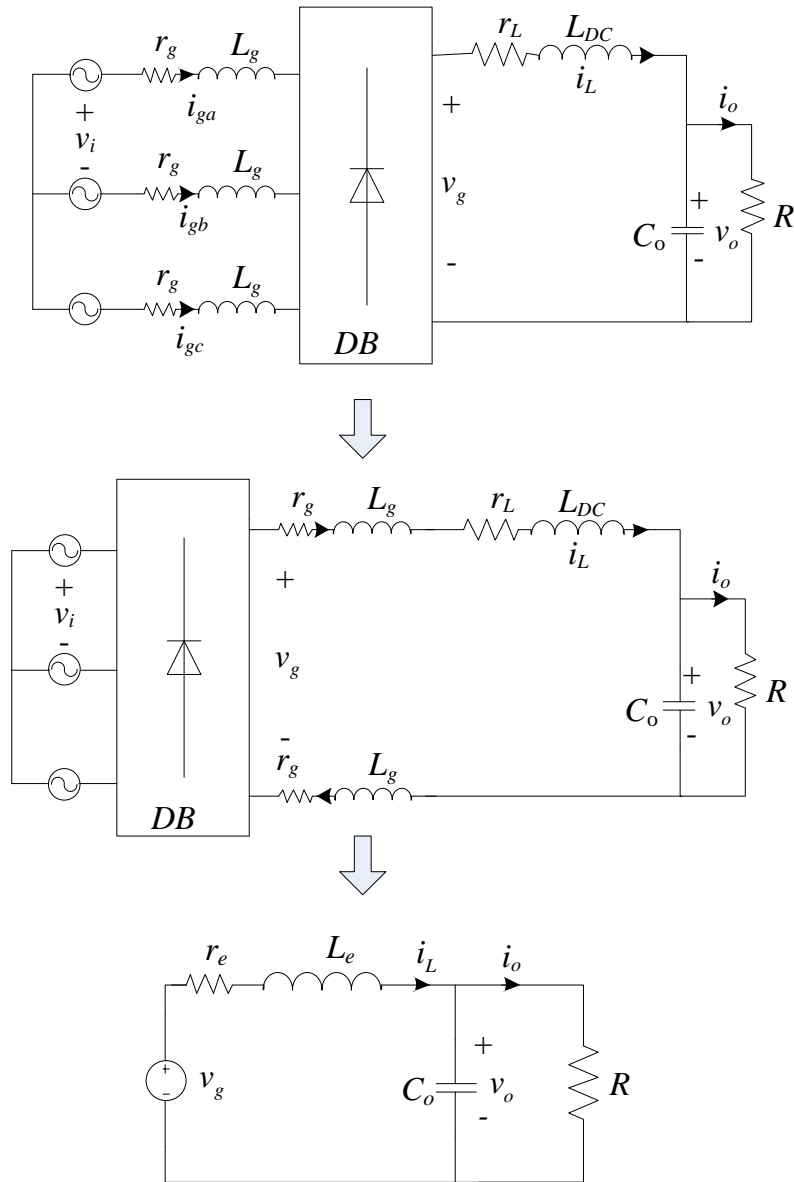 r_g L_g r_L L_DC
i_ga i_L
+ v_i -
r_g L_g
i_gb
r_g L_g
i_gc
DB
+ v_g -
i_o
C_o + v_o - R
r_g L_g r_L L_DC
i_L
+ v_i -
+ v_g -
i_o
C_o + v_o - R
r_g L_g
DB
r_e L_e i_L i_o
+ - v_g
C_o + v_o - R